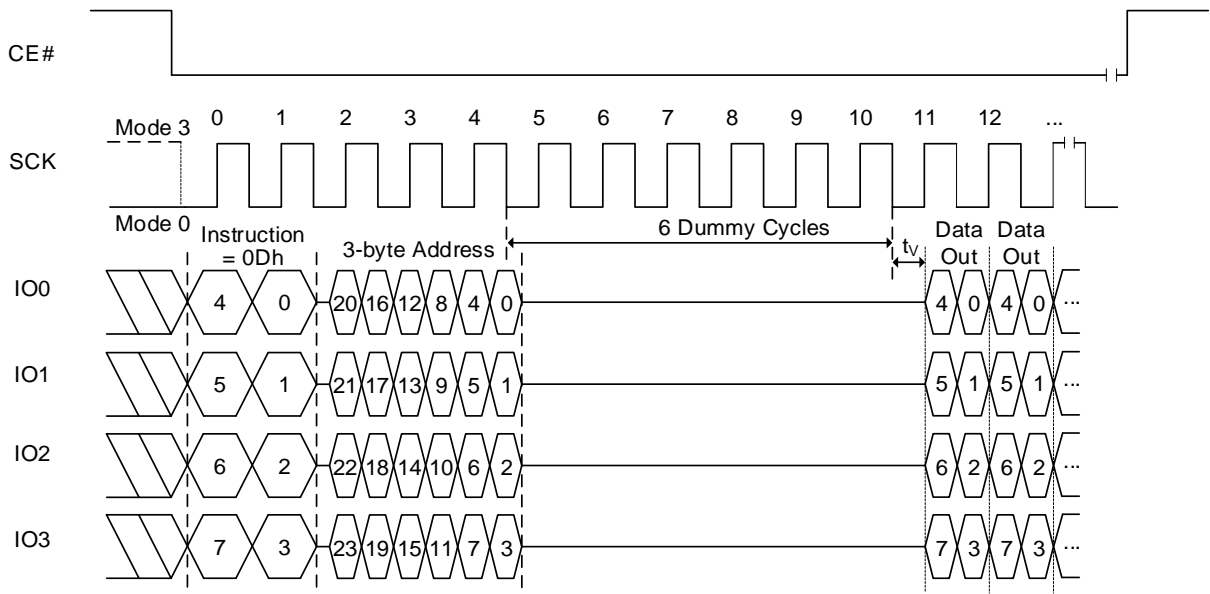 CE#
Mode 3 0 1 2 3 4 5 6 7 8 9 10 11 12 ...
SCK
Mode 0
Instruction = 0Dh
3-byte Address
6 Dummy Cycles
tV
Data Out
Data Out
IO0 4 0 20 16 12 8 4 0 4 0 4 0 ...
IO1 5 1 21 17 13 9 5 1 5 1 5 1 ...
IO2 6 2 22 18 14 10 6 2 6 2 6 2 ...
IO3 7 3 23 19 15 11 7 3 7 3 7 3 ...